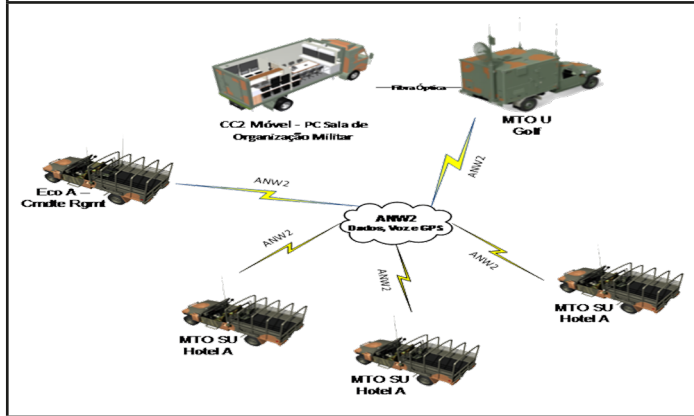 Fibra Óptica
CC2 Móvel – PC Sala de
Organização Militar
MTO U
Golf
Eco A –
Cmdte Rgmt
ANW2
ANW2
Dados, Voz e GPS
ANW2
ANW2
ANW2
MTO SU
Hotel A
MTO SU
Hotel A
MTO SU
Hotel A